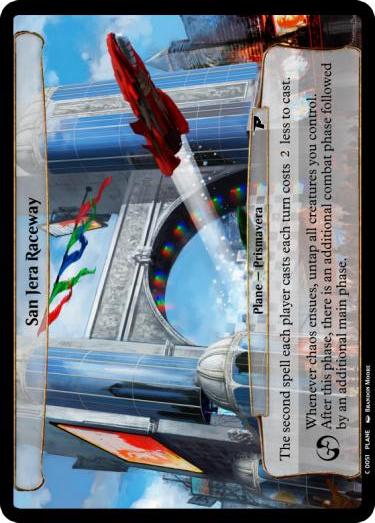 San Jera Raceway
Plane – Prismavera
The second spell each player casts each turn costs 2 less to cast.
Whenever chaos ensues, untap all creatures you control.
After this phase, there is an additional combat phase followed
by an additional main phase.
C 0051 PLANE Brandon Moore